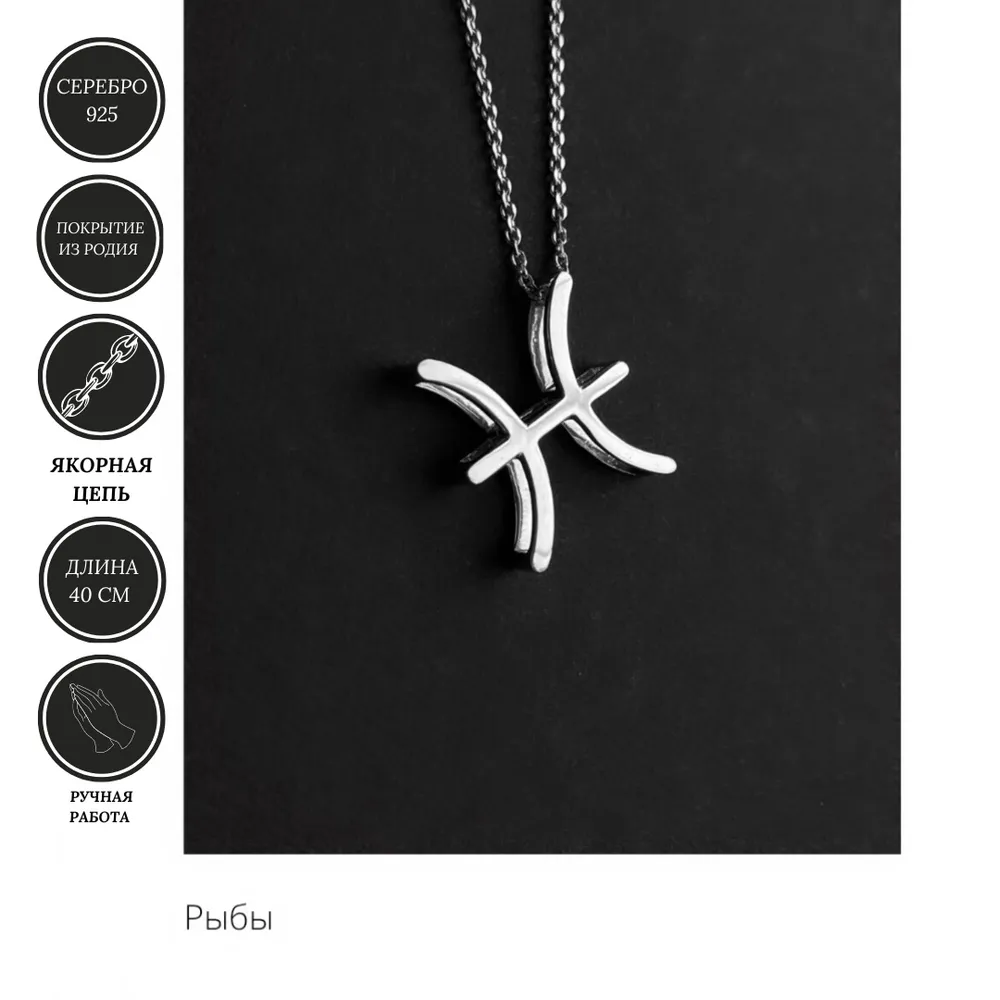 СЕРЕБРО
925
ПОКРЫТИЕ
ИЗ РОДИЯ
ЯКОРНАЯ
ЦЕПЬ
ДЛИНА
40 СМ
РУЧНАЯ
РАБОТА
Рыбы